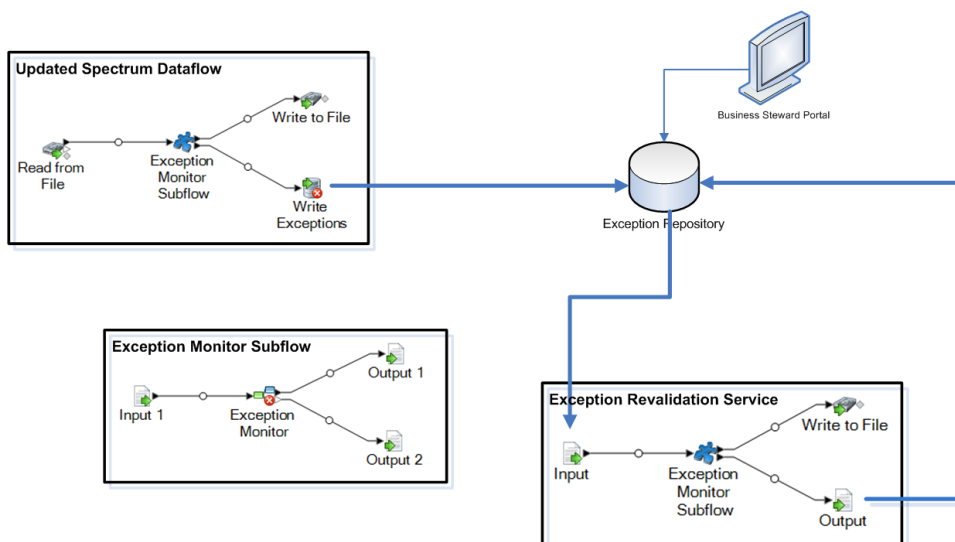 Updated Spectrum Dataflow
Write to File
Read from
File
Exception
Monitor
Subflow
Write
Exceptions
Business Steward Portal
Exception Repository
Exception Monitor Subflow
Input 1
Exception
Monitor
Output 1
Output 2
Exception Revalidation Service
Write to File
Input
Exception
Monitor
Subflow
Output